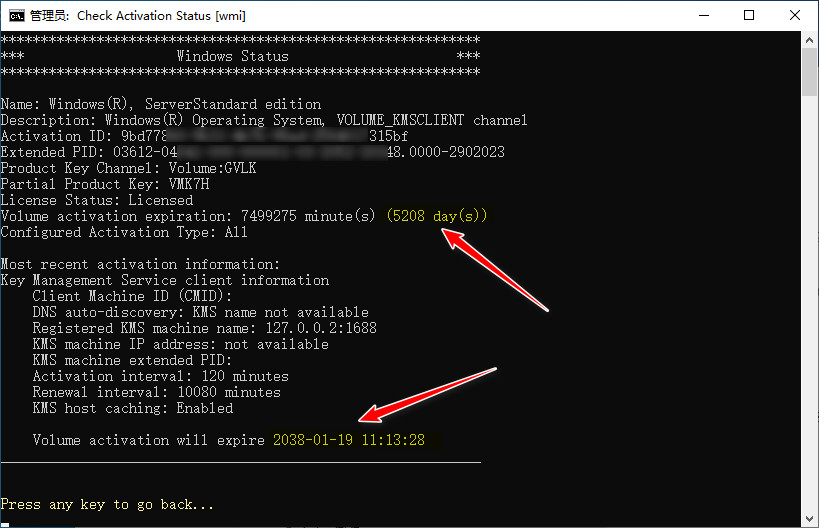 管理员: Check Activation Status [wmi]
************************************************************
*** Windows Status ***
************************************************************
Name: Windows(R), ServerStandard edition
Description: Windows(R) Operating System, VOLUME_KMSCLIENT channel
Activation ID: 9bd778 315bf
Extended PID: 03612-04 48.0000-2902023
Product Key Channel: Volume:GVLK
Partial Product Key: VMK7H
License Status: Licensed
Volume activation expiration: 7499275 minute(s) (5208 day(s))
Configured Activation Type: All
Most recent activation information:
Key Management Service client information
Client Machine ID (CMID):
DNS auto-discovery: KMS name not available
Registered KMS machine name: 127.0.0.2:1688
KMS machine IP address: not available
KMS machine extended PID:
Activation interval: 120 minutes
Renewal interval: 10080 minutes
KMS host caching: Enabled
Volume activation will expire 2038-01-19 11:13:28
____________________________________________________________
Press any key to go back...